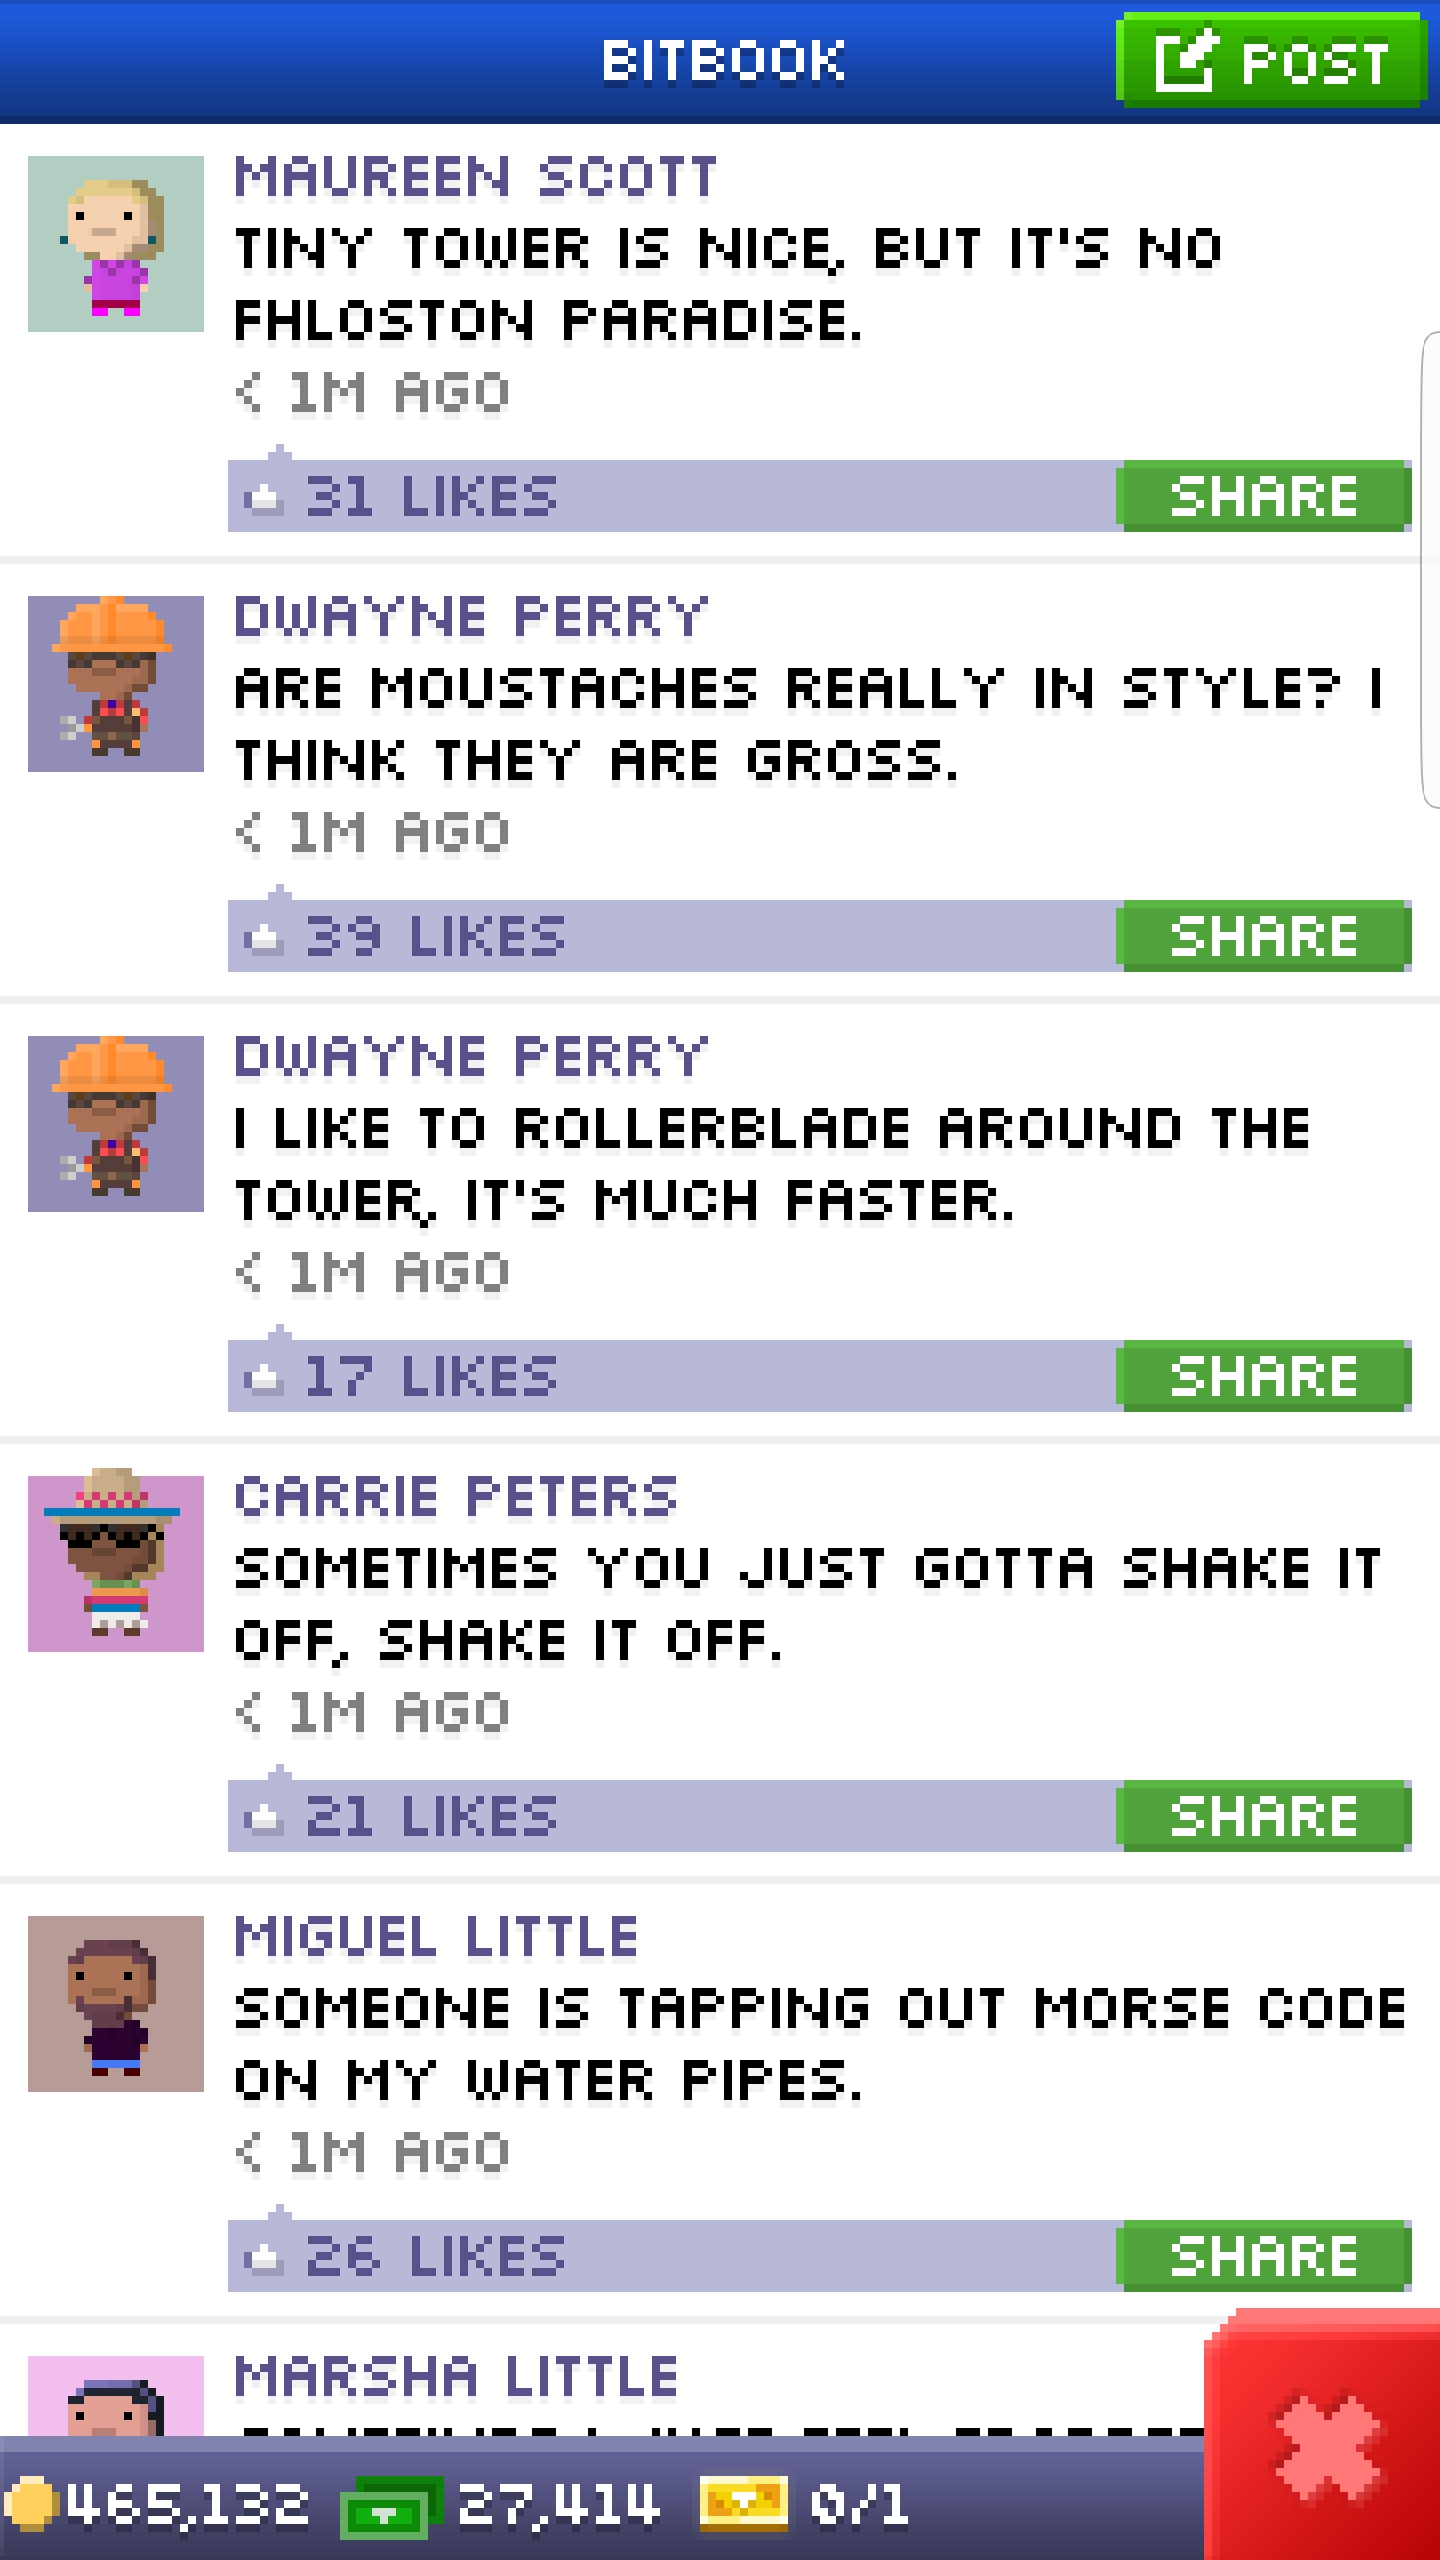 BITBOOK
POST
MAUREEN SCOTT
TINY TOWER IS NICE, BUT IT'S NO
FHLOSTON PARADISE.
< 1M AGO
31 LIKES
SHARE
DWAYNE PERRY
ARE MOUSTACHES REALLY IN STYLE? I
THINK THEY ARE GROSS.
< 1M AGO
39 LIKES
SHARE
DWAYNE PERRY
I LIKE TO ROLLERBLADE AROUND THE
TOWER, IT'S MUCH FASTER.
< 1M AGO
17 LIKES
SHARE
CARRIE PETERS
SOMETIMES YOU JUST GOTTA SHAKE IT
OFF, SHAKE IT OFF.
< 1M AGO
21 LIKES
SHARE
MIGUEL LITTLE
SOMEONE IS TAPPING OUT MORSE CODE
ON MY WATER PIPES.
< 1M AGO
26 LIKES
SHARE
MARSHA LITTLE
465,132
27,414
0/1